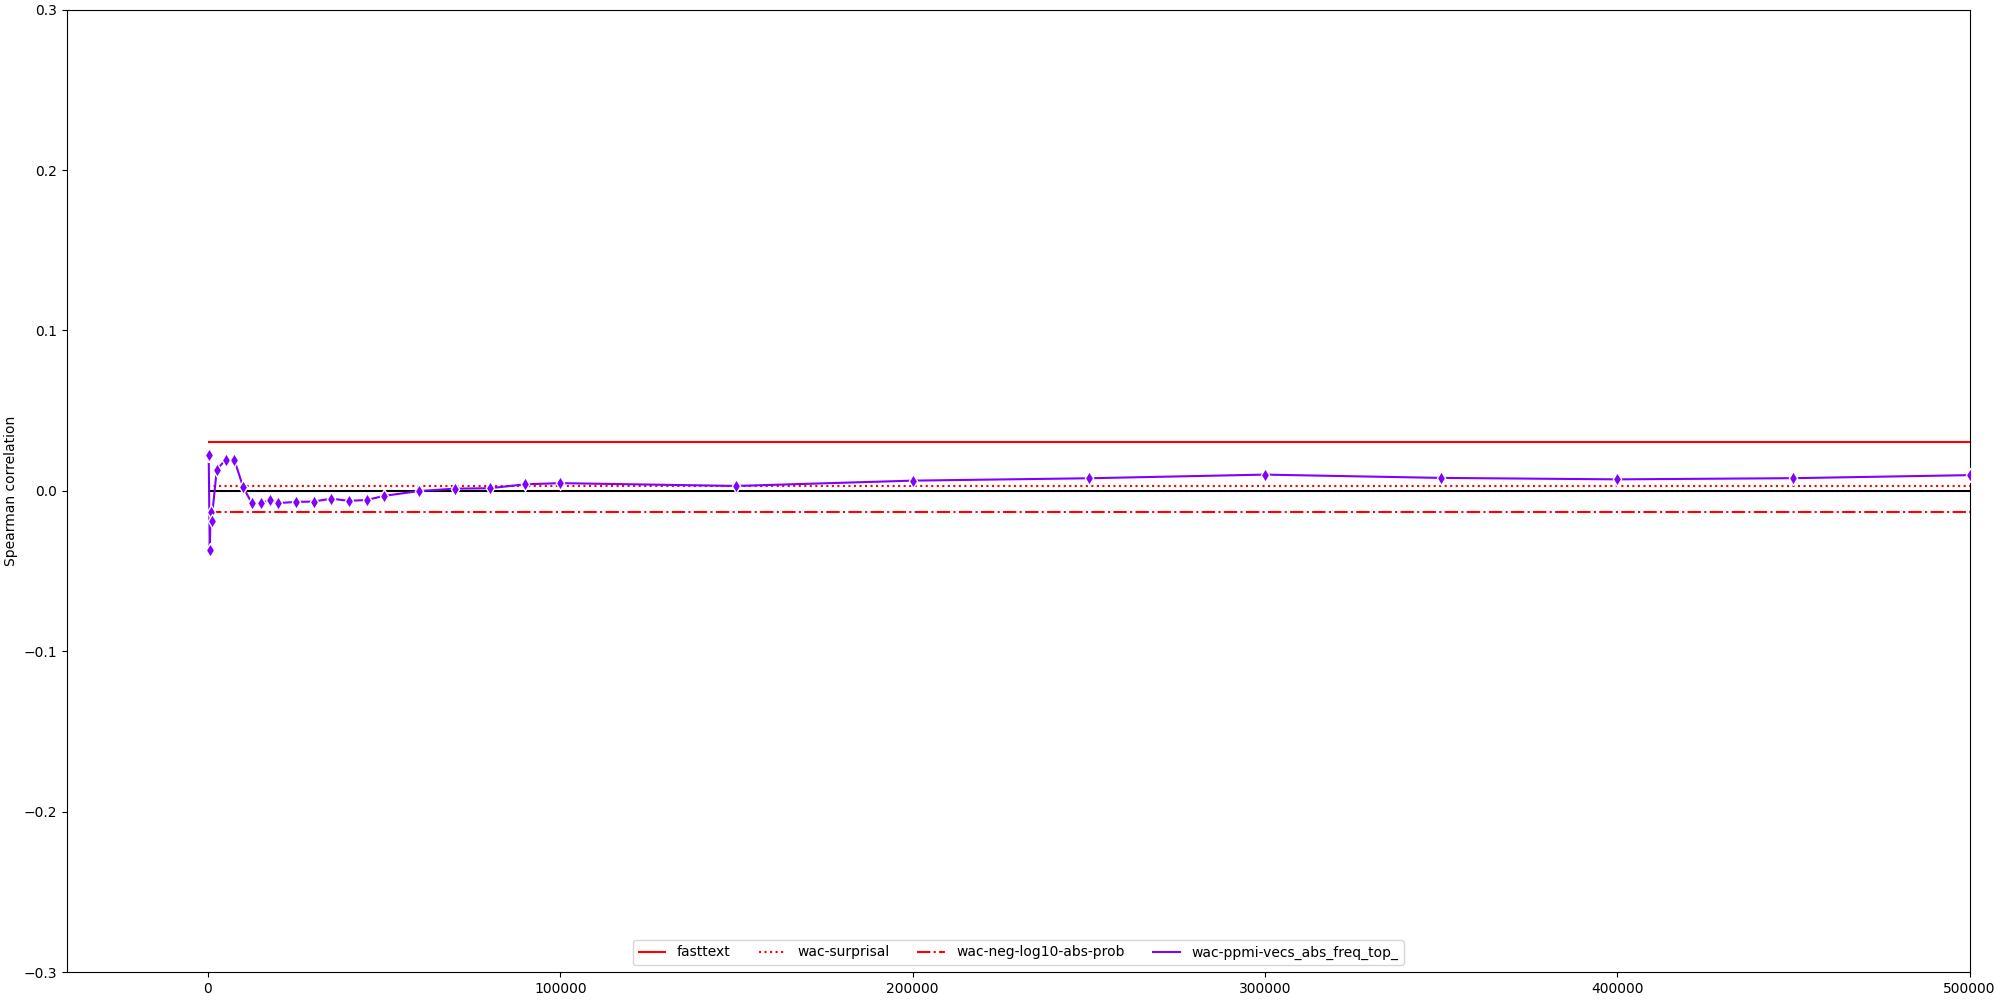 0.3
0.2
0.1
0.0
−0.1
−0.2
−0.3
Spearman correlation
fasttext wac-surprisal wac-neg-log10-abs-prob wac-ppmi-vecs_abs_freq_top_
0 100000 200000 300000 400000 500000